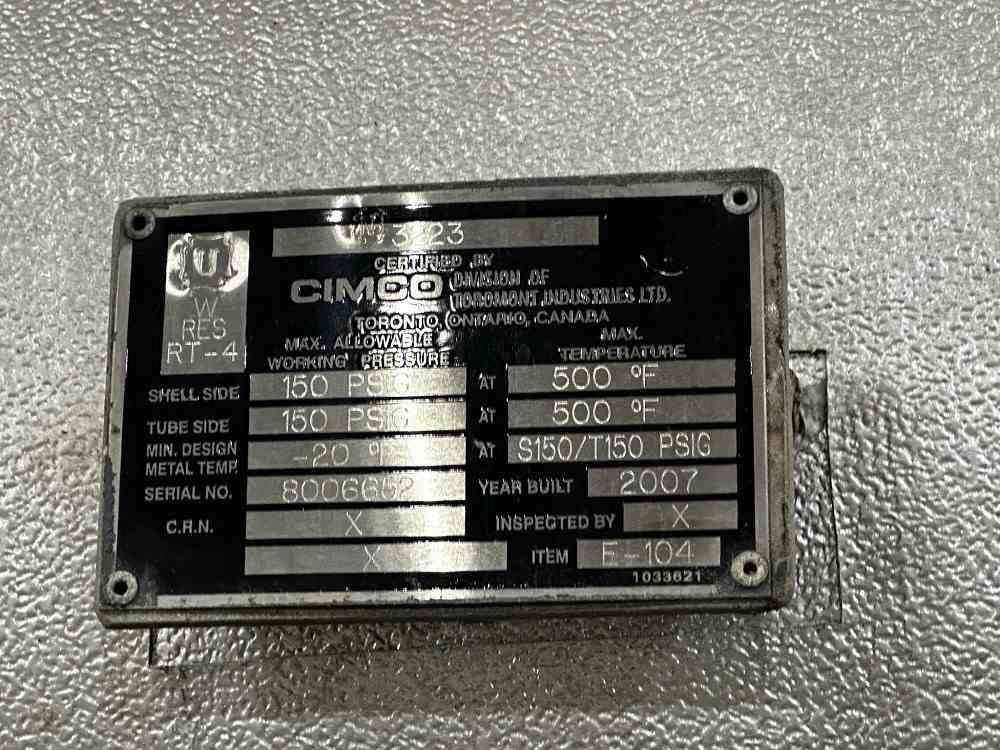 U
W
RES
RT-4
CERTIFIED BY
CIMCO DIVISION OF
TOROMONT INDUSTRIES LTD.
TORONTO, ONTARIO, CANADA
MAX. ALLOWABLE WORKING PRESSURE
MAX. TEMPERATURE
SHELL SIDE 150 PSIG AT 500 °F
TUBE SIDE 150 PSIG AT 500 °F
MIN. DESIGN METAL TEMP. -20 °F AT S150/T150 PSIG
SERIAL NO. 8006652 YEAR BUILT 2007
C.R.N. X INSPECTED BY X
X ITEM E-104
1033621